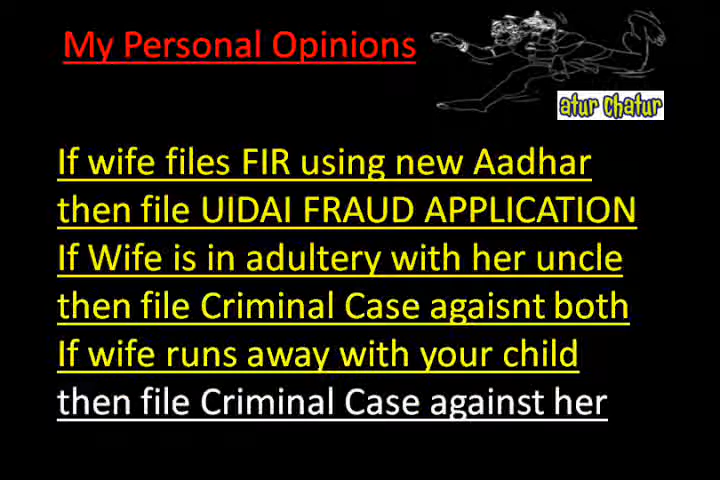 My Personal Opinions
atur chatur
If wife files FIR using new Aadhar
then file UIDAI FRAUD APPLICATION
If Wife is in adultery with her uncle
then file Criminal Case agaisnt both
If wife runs away with your child
then file Criminal Case against her